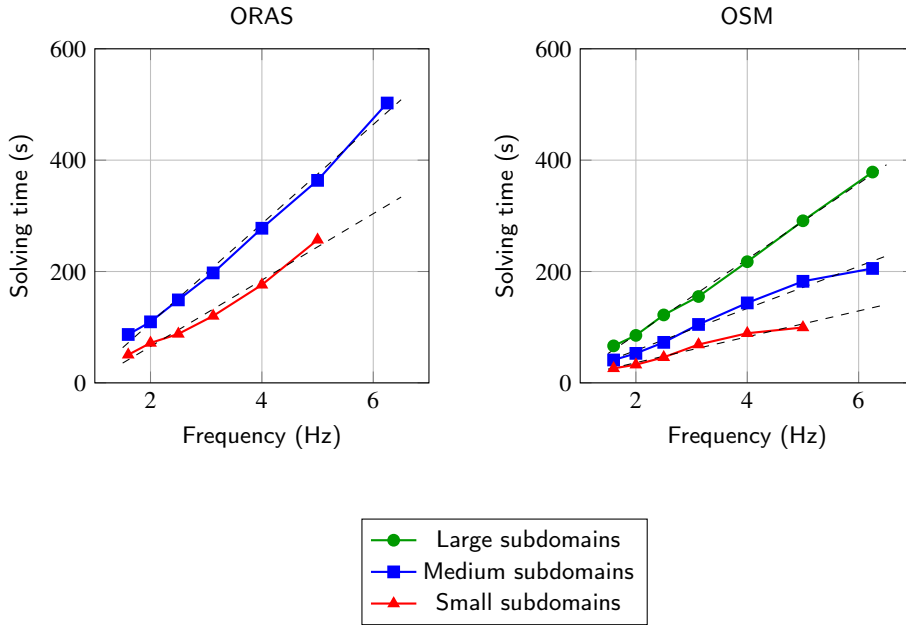 ORAS
OSM
600
400
200
0
2
4
6
Solving time (s)
Frequency (Hz)
600
400
200
0
2
4
6
Solving time (s)
Frequency (Hz)
Large subdomains
Medium subdomains
Small subdomains